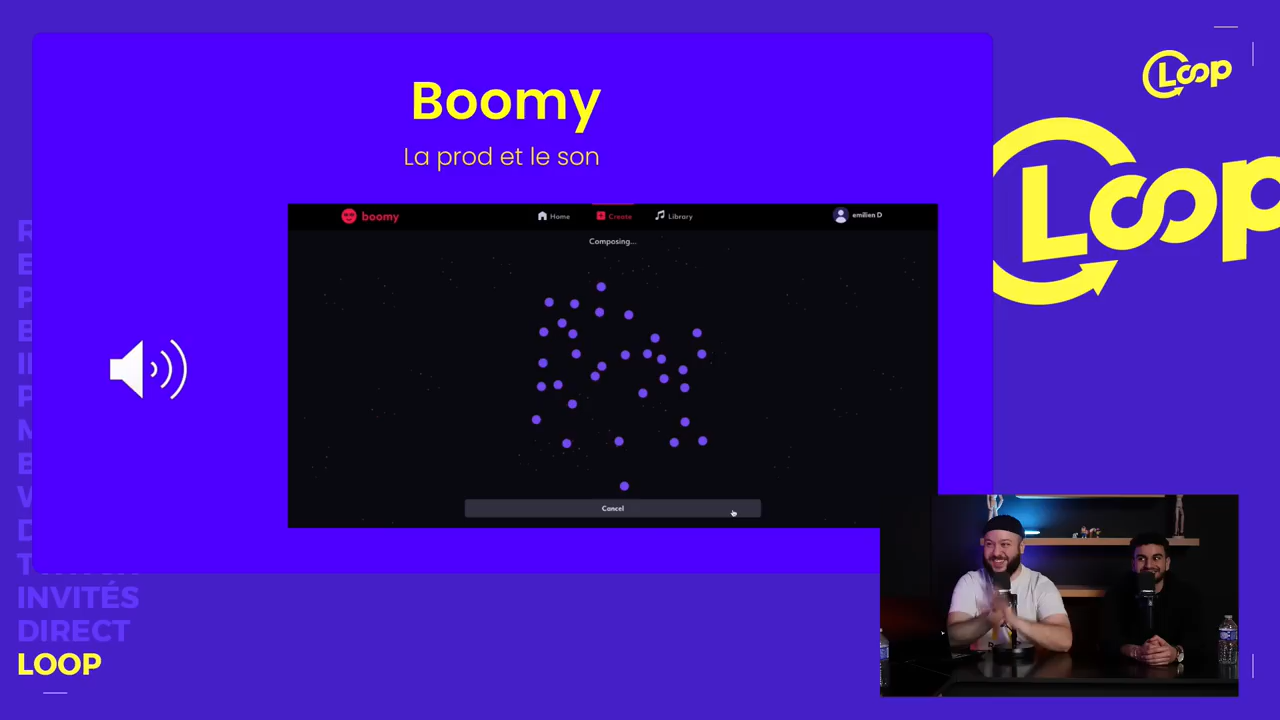 Boomy
La prod et le son
boomy
Home
Create
Library
emilien D
Composing...
Cancel
Loop
Loop
INVITÉS
DIRECT
LOOP